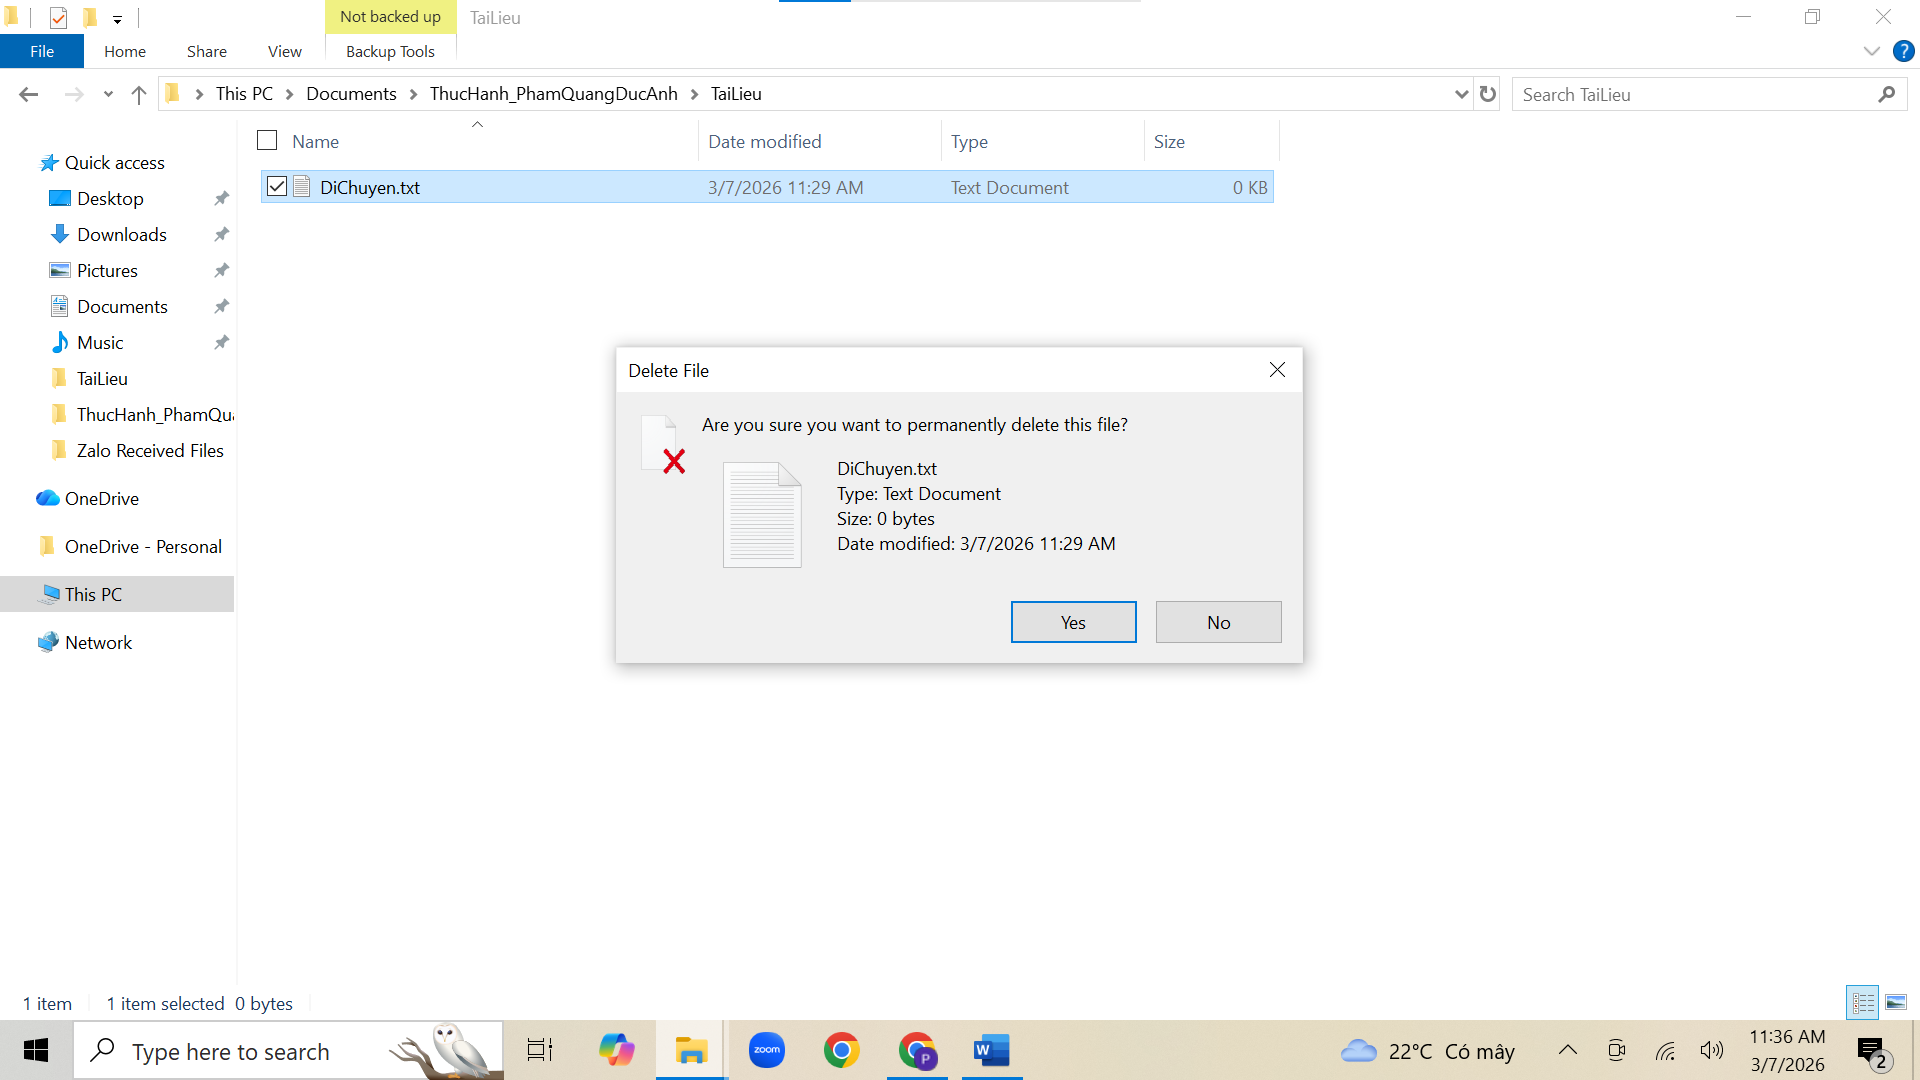 Not backed up
TaiLieu
File
Home
Share
View
Backup Tools
This PC
Documents
ThucHanh_PhamQuangDucAnh
TaiLieu
Search TaiLieu
Name
Date modified
Type
Size
DiChuyen.txt
3/7/2026 11:29 AM
Text Document
0 KB
Quick access
Desktop
Downloads
Pictures
Documents
Music
TaiLieu
ThucHanh_PhamQu
Zalo Received Files
OneDrive
OneDrive - Personal
This PC
Network
Delete File
Are you sure you want to permanently delete this file?
DiChuyen.txt
Type: Text Document
Size: 0 bytes
Date modified: 3/7/2026 11:29 AM
Yes
No
1 item
1 item selected 0 bytes
Type here to search
zoom
P
W
22°C Có mây
11:36 AM
3/7/2026
2